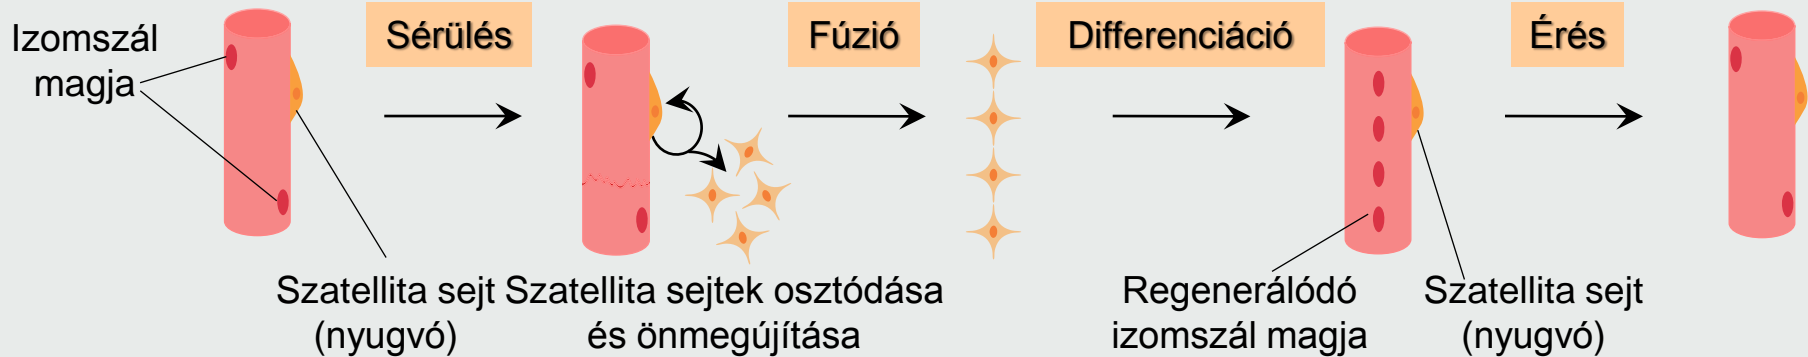 Izomszál
magja
Sérülés
Fúzió
Differenciáció
Érés
Szatellita sejt
(nyugvó)
Szatellita sejtek osztódása
és önmegújítása
Regenerálódó
izomszál magja
Szatellita sejt
(nyugvó)